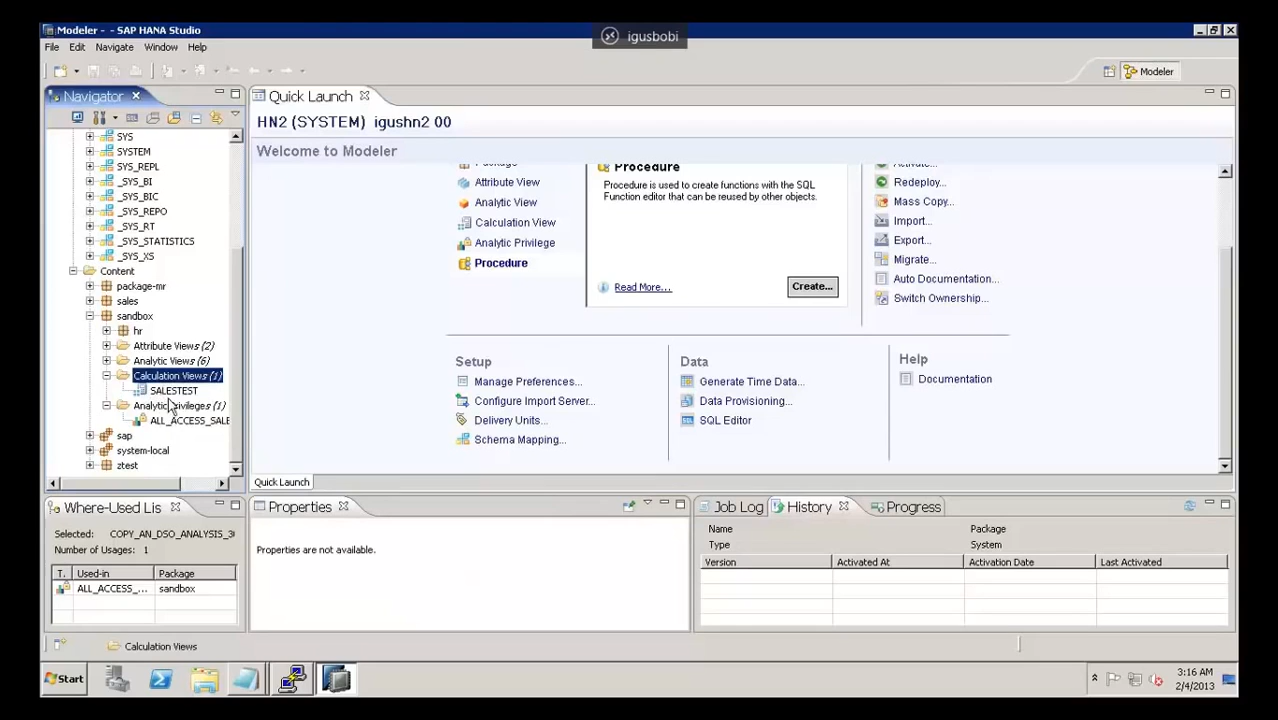 Modeler - - SAP HANA Studio
igusbobi
File Edit Navigate Window Help
Modeler
Navigator
SYS
SYSTEM
SYS_REPL
_SYS_BI
_SYS_BIC
_SYS_REPO
_SYS_RT
_SYS_STATISTICS
_SYS_XS
Content
package-mr
sales
sandbox
hr
Attribute Views (2)
Analytic Views (6)
Calculation Views (1)
SALESTEST
Analytic Privileges (1)
ALL_ACCESS_SALE
sap
system-local
ztest
Quick Launch
HN2 (SYSTEM) igushn2 00
Welcome to Modeler
Attribute View
Analytic View
Calculation View
Analytic Privilege
Procedure
Procedure
Procedure is used to create functions with the SQL
Function editor that can be reused by other objects.
Read More...
Create...
Redeploy...
Mass Copy...
Import...
Export...
Migrate...
Auto Documentation...
Switch Ownership...
Setup
Manage Preferences...
Configure Import Server...
Delivery Units...
Schema Mapping...
Data
Generate Time Data...
Data Provisioning...
SQL Editor
Help
Documentation
Quick Launch
Where-Used Lis
Selected: COPY_AN_DSO_ANALYSIS_3
Number of Usages: 1
T. Used-in Package
ALL_ACCESS_... sandbox
Properties
Properties are not available.
Job Log History Progress
Name Package
Type System
Version Activated At Activation Date Last Activated
Calculation Views
Start
3:16 AM
2/4/2013